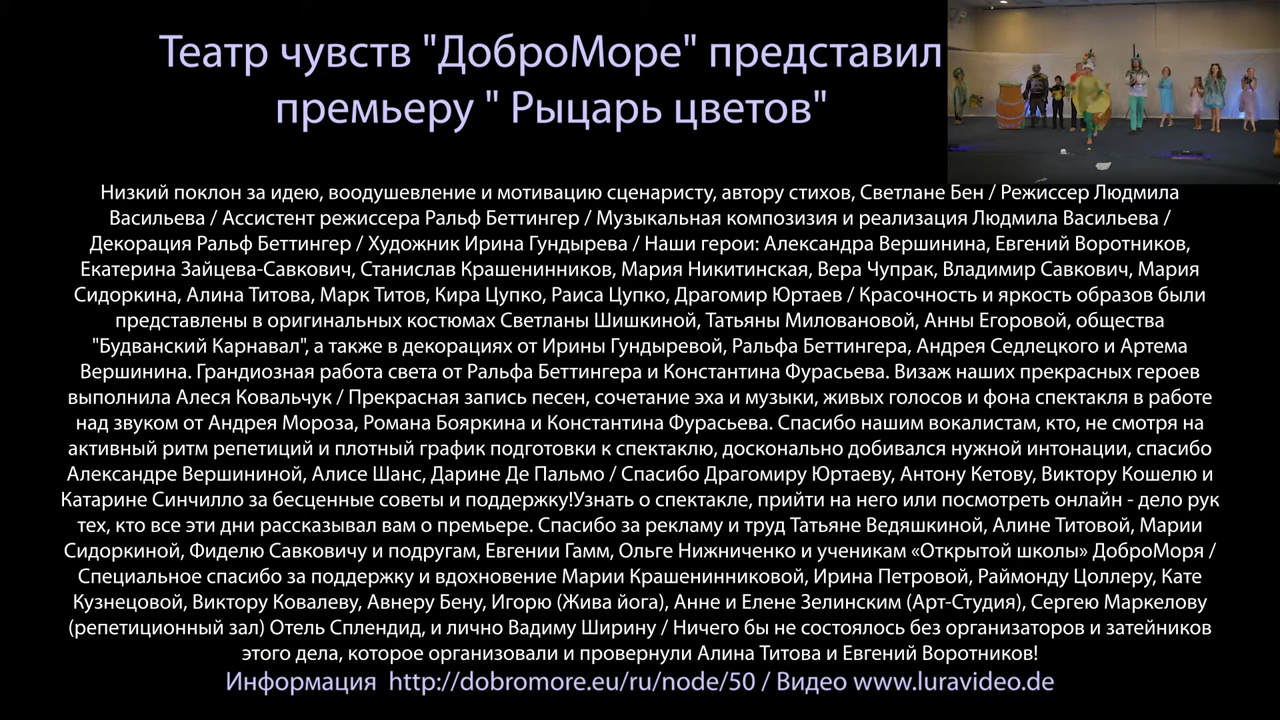 Театр чувств "ДоброМоре" представил
премьеру " Рыцарь цветов"
Низкий поклон за идею, воодушевление и мотивацию сценаристу, автору стихов, Светлане Бен / Режиссер Людмила
Васильева / Ассистент режиссера Ральф Беттингер / Музыкальная композизия и реализация Людмила Васильева /
Декорация Ральф Беттингер / Художник Ирина Гундырева / Наши герои: Александра Вершинина, Евгений Воротников,
Екатерина Зайцева-Савкович, Станислав Крашенинников, Мария Никитинская, Вера Чупрак, Владимир Савкович, Мария
Сидоркина, Алина Титова, Марк Титов, Кира Цупко, Раиса Цупко, Драгомир Юртаев / Красочность и яркость образов были
представлены в оригинальных костюмах Светланы Шишкиной, Татьяны Миловановой, Анны Егоровой, общества
"Будванский Карнавал", а также в декорациях от Ирины Гундыревой, Ральфа Беттингера, Андрея Седлецкого и Артема
Вершинина. Грандиозная работа света от Ральфа Беттингера и Константина Фурасьева. Визаж наших прекрасных героев
выполнила Алеся Ковальчук / Прекрасная запись песен, сочетание эха и музыки, живых голосов и фона спектакля в работе
над звуком от Андрея Мороза, Романа Бояркина и Константина Фурасьева. Спасибо нашим вокалистам, кто, не смотря на
активный ритм репетиций и плотный график подготовки к спектаклю, досконально добивался нужной интонации, спасибо
Александре Вершининой, Алисе Шанс, Дарине Де Пальмо / Спасибо Драгомиру Юртаеву, Антону Кетову, Виктору Кошелю и
Катарине Синчилло за бесценные советы и поддержку!Узнать о спектакле, прийти на него или посмотреть онлайн - дело рук
тех, кто все эти дни рассказывал вам о премьере. Спасибо за рекламу и труд Татьяне Ведяшкиной, Алине Титовой, Марии
Сидоркиной, Фиделю Савковичу и подругам, Евгении Гамм, Ольге Нижниченко и ученикам «Открытой школы» ДоброМоря /
Специальное спасибо за поддержку и вдохновение Марии Крашенинниковой, Ирина Петровой, Раймонду Цоллеру, Кате
Кузнецовой, Виктору Ковалеву, Авнеру Бену, Игорю (Жива йога), Анне и Елене Зелинским (Арт-Студия), Сергею Маркелову
(репетиционный зал) Отель Сплендид, и лично Вадиму Ширину / Ничего бы не состоялось без организаторов и затейников
этого дела, которое организовали и провернули Алина Титова и Евгений Воротников!
Информация http://dobromore.eu/ru/node/50 / Видео www.luravideo.de